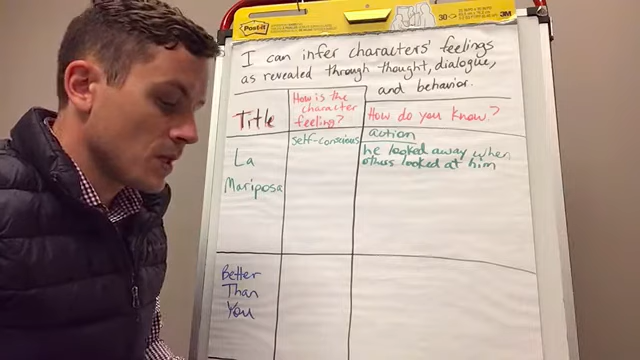 Post-it
30
3M
I can infer characters' feelings
as revealed through thought, dialogue,
and behavior.
Title
How is the
character
feeling?
How do you know?
La
Mariposa
self-conscious
action
he looked away when
others looked at him
Better
Than
You